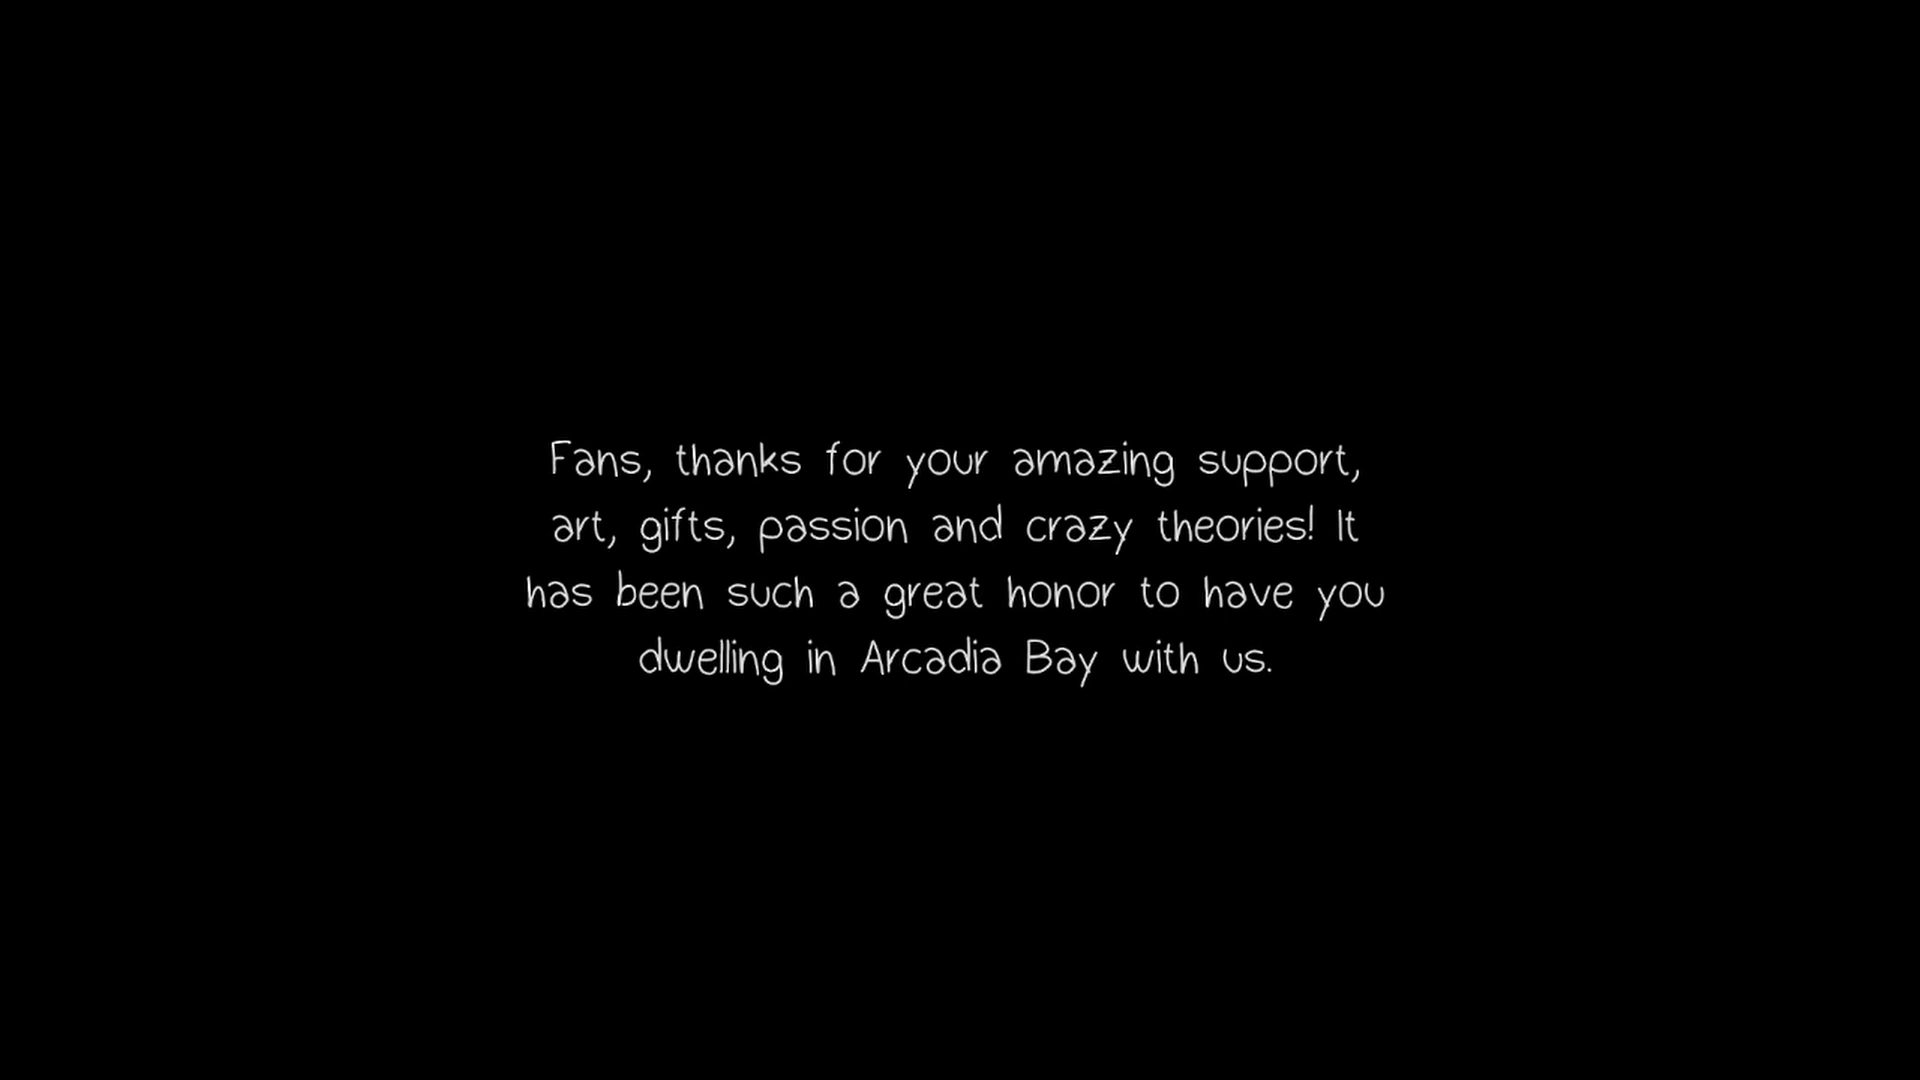 Fans, thanks for your amazing support,
art, gifts, passion and crazy theories! It
has been such a great honor to have you
dwelling in Arcadia Bay with us.